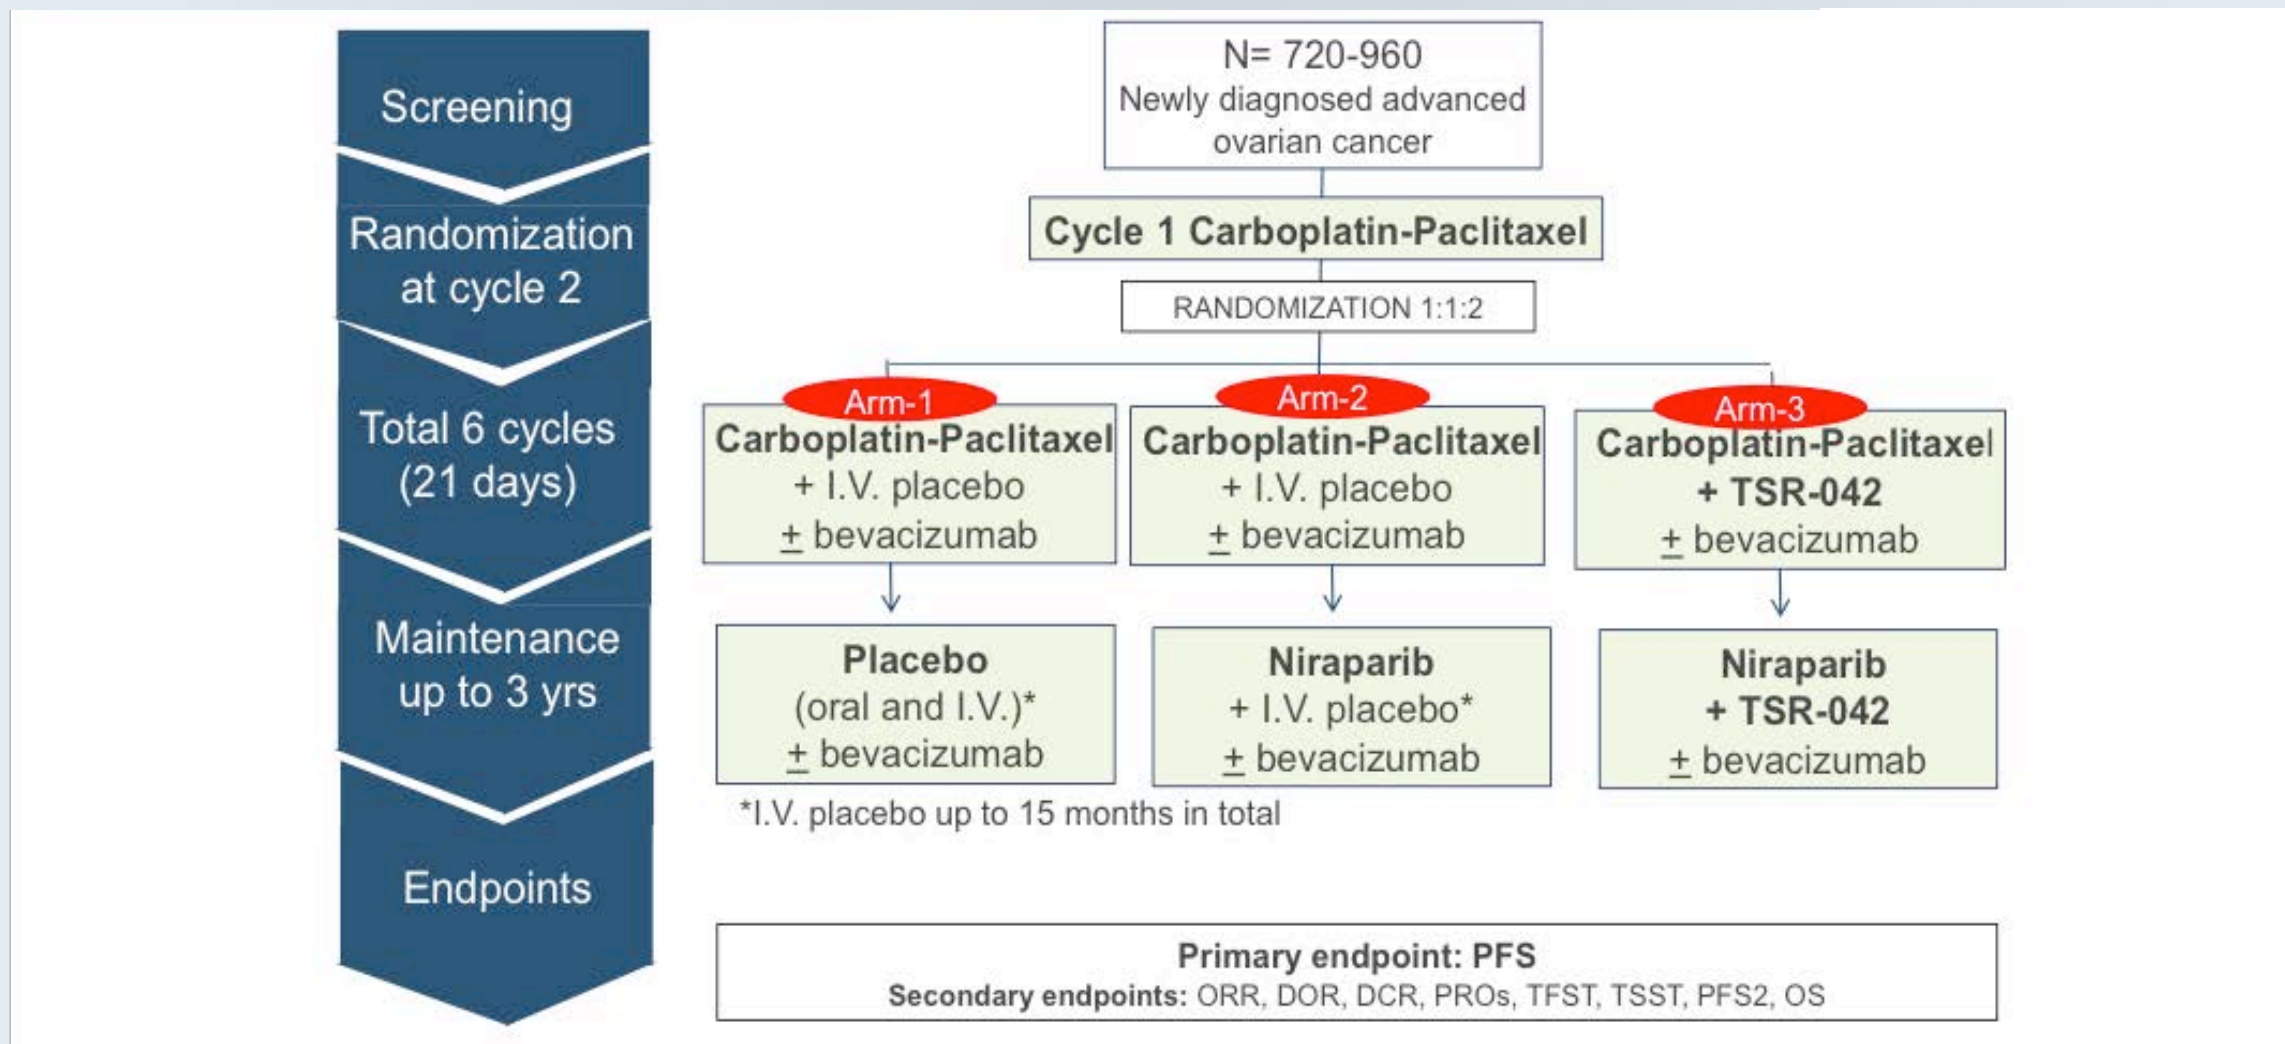 Screening
Randomization
at cycle 2
Total 6 cycles
(21 days)
Maintenance
up to 3 yrs
Endpoints
N= 720-960
Newly diagnosed advanced
ovarian cancer
Cycle 1 Carboplatin-Paclitaxel
RANDOMIZATION 1:1:2
Arm-1
Carboplatin-Paclitaxel
+ I.V. placebo
± bevacizumab
Arm-2
Carboplatin-Paclitaxel
+ I.V. placebo
± bevacizumab
Arm-3
Carboplatin-Paclitaxel
+ TSR-042
± bevacizumab
Placebo
(oral and I.V.)*
± bevacizumab
Niraparib
+ I.V. placebo*
± bevacizumab
Niraparib
+ TSR-042
± bevacizumab
*I.V. placebo up to 15 months in total
Primary endpoint: PFS
Secondary endpoints: ORR, DOR, DCR, PROs, TFST, TSST, PFS2, OS